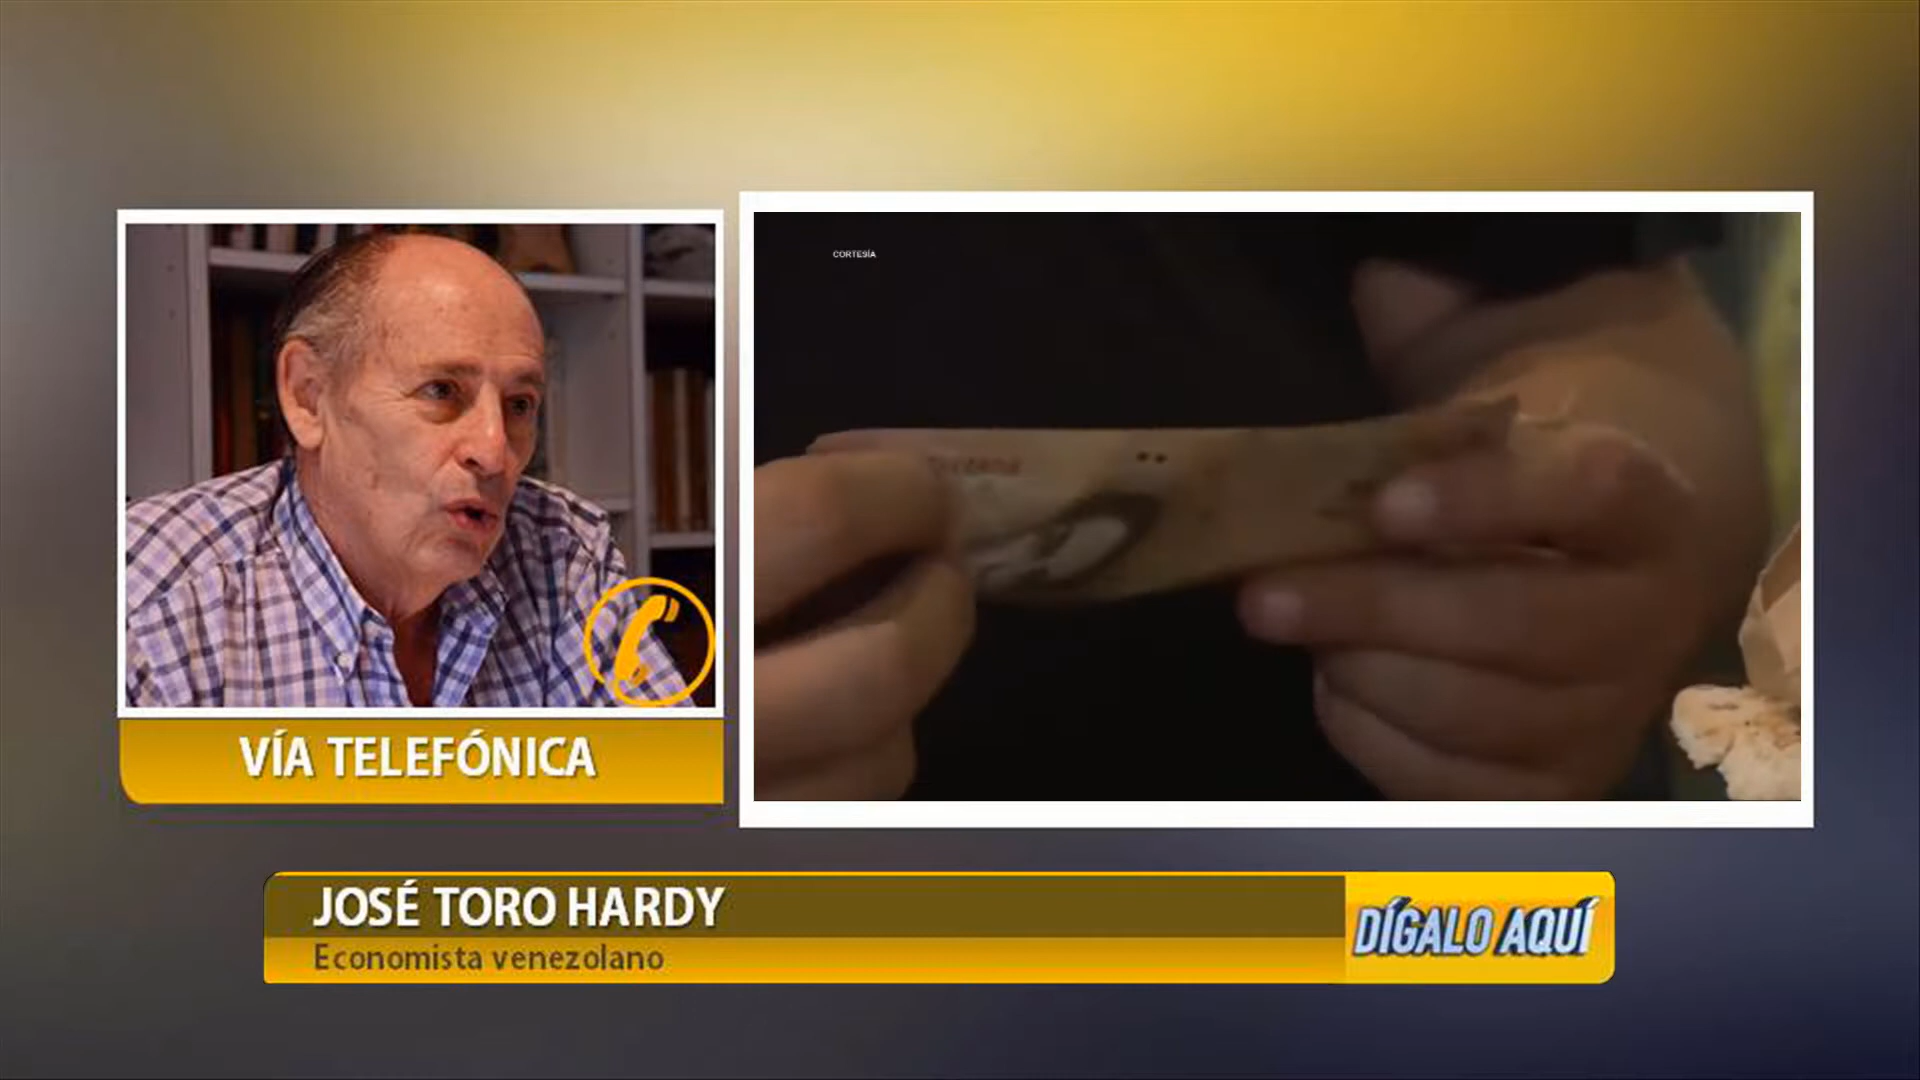 CORTESÍA
VÍA TELEFÓNICA
JOSÉ TORO HARDY
Economista venezolano
DÍGALO AQUÍ